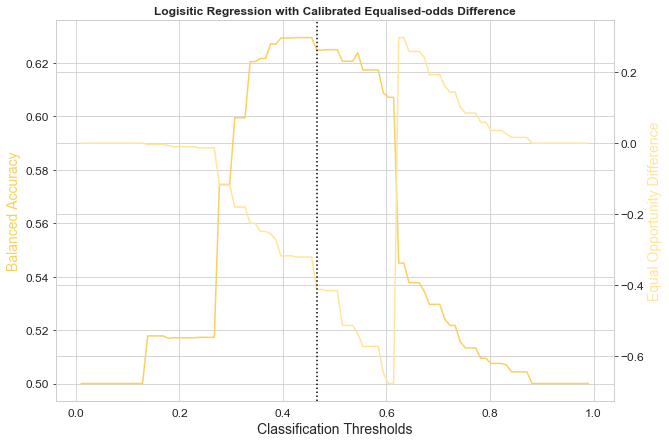 Logisitic Regression with Calibrated Equalised-odds Difference
Balanced Accuracy
0.62
0.60
0.58
0.56
0.54
0.52
0.50
0.2
0.0
−0.2
−0.4
−0.6
Equal Opportunity Difference
0.0 0.2 0.4 0.6 0.8 1.0
Classification Thresholds